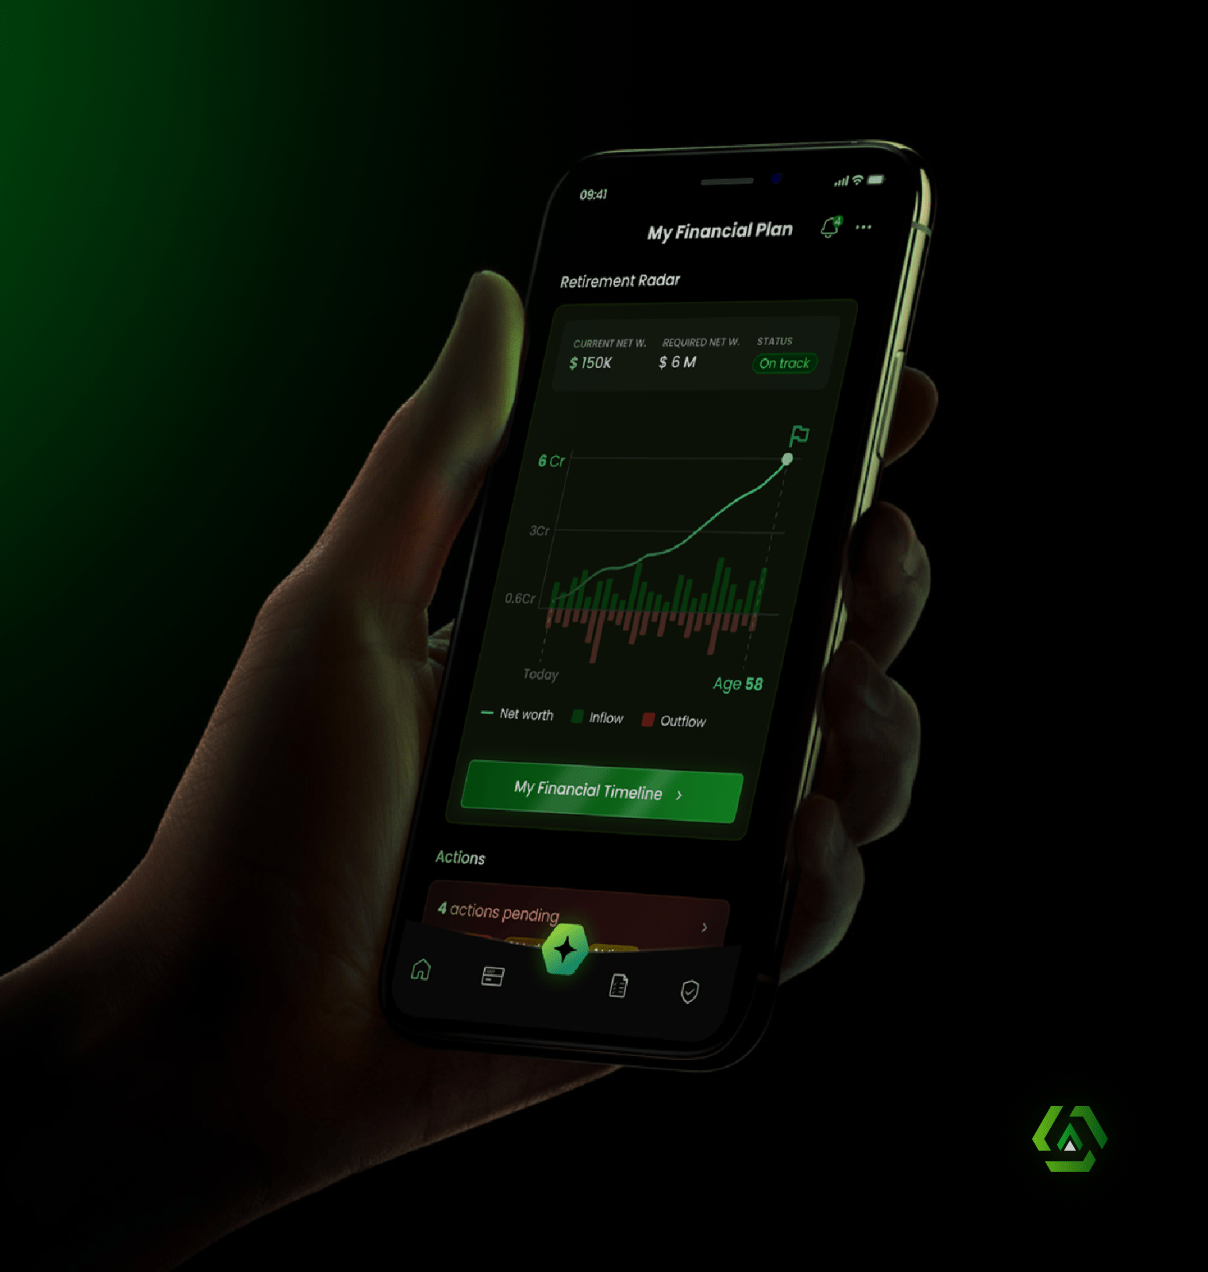 09:41
My Financial Plan
4
Retirement Radar
CURRENT NET W. REQUIRED NET W. STATUS
$ 150K $ 6 M On track
6 Cr
3Cr
0.6Cr
Today
Age 58
Net worth Inflow Outflow
My Financial Timeline
Actions
4 actions pending